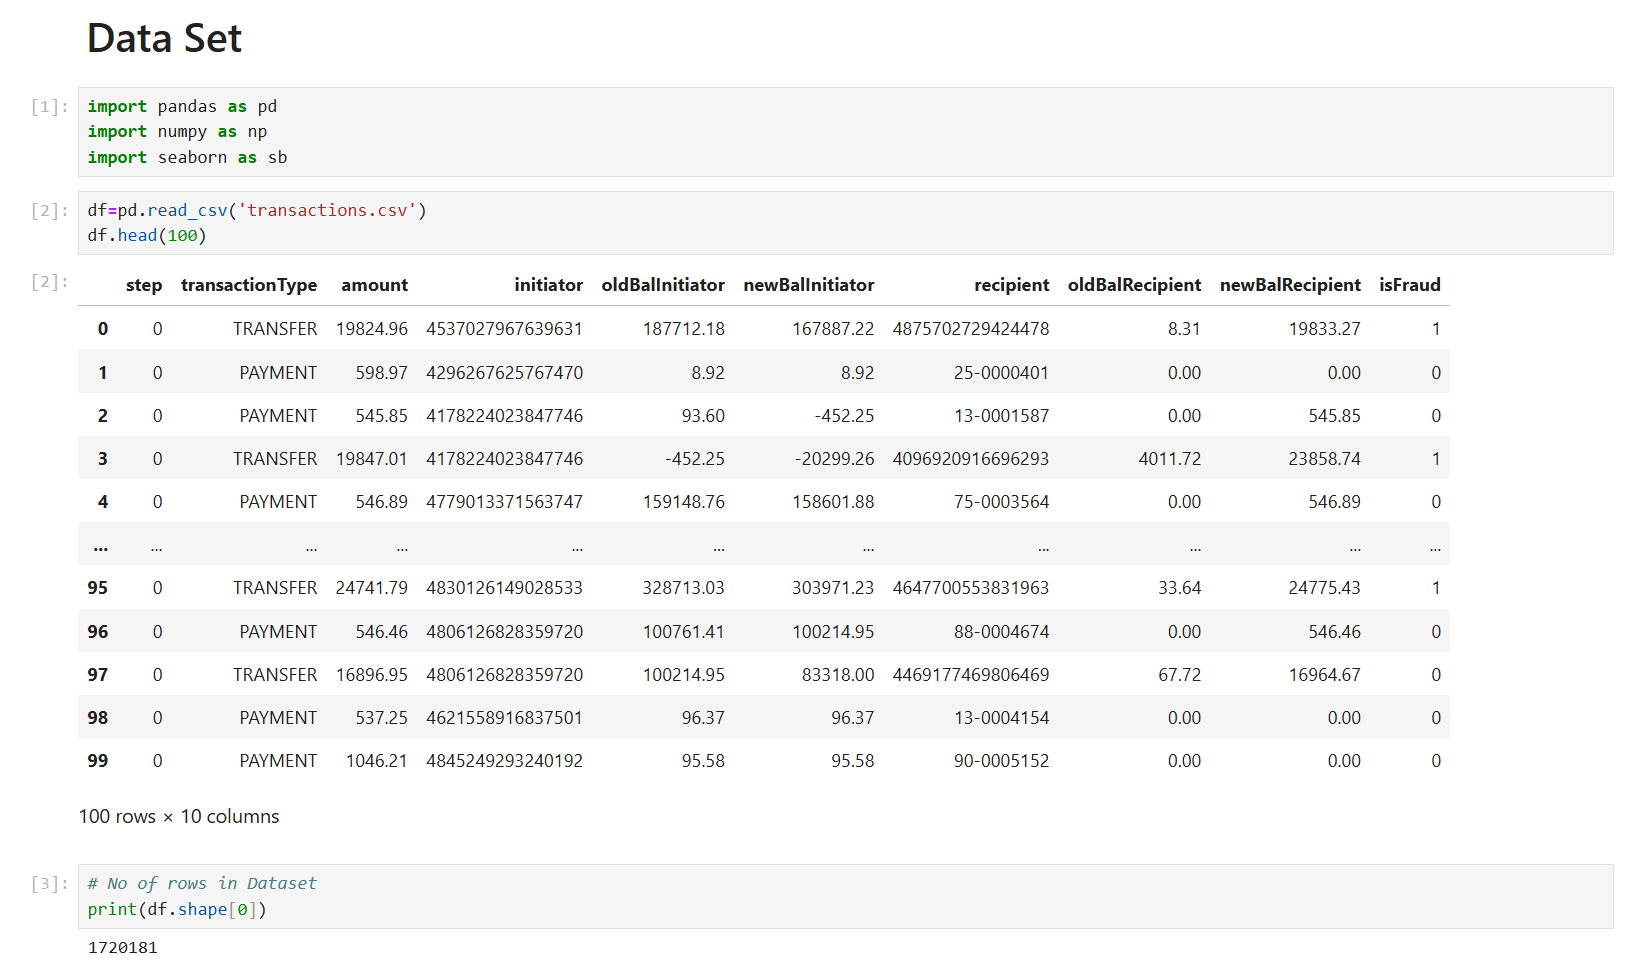 Data Set
[1]: import pandas as pd
import numpy as np
import seaborn as sb
[2]: df=pd.read_csv('transactions.csv')
df.head(100)
[2]: step transactionType amount initiator oldBalInitiator newBalInitiator recipient oldBalRecipient newBalRecipient isFraud
0 0 TRANSFER 19824.96 4537027967639631 187712.18 167887.22 4875702729424478 8.31 19833.27 1
1 0 PAYMENT 598.97 4296267625767470 8.92 8.92 25-0000401 0.00 0.00 0
2 0 PAYMENT 545.85 4178224023847746 93.60 -452.25 13-0001587 0.00 545.85 0
3 0 TRANSFER 19847.01 4178224023847746 -452.25 -20299.26 4096920916696293 4011.72 23858.74 1
4 0 PAYMENT 546.89 4779013371563747 159148.76 158601.88 75-0003564 0.00 546.89 0
... ... ... ... ... ... ... ... ... ... ...
95 0 TRANSFER 24741.79 4830126149028533 328713.03 303971.23 4647700553831963 33.64 24775.43 1
96 0 PAYMENT 546.46 4806126828359720 100761.41 100214.95 88-0004674 0.00 546.46 0
97 0 TRANSFER 16896.95 4806126828359720 100214.95 83318.00 4469177469806469 67.72 16964.67 0
98 0 PAYMENT 537.25 4621558916837501 96.37 96.37 13-0004154 0.00 0.00 0
99 0 PAYMENT 1046.21 4845249293240192 95.58 95.58 90-0005152 0.00 0.00 0
100 rows × 10 columns
[3]: # No of rows in Dataset
print(df.shape[0])
1720181